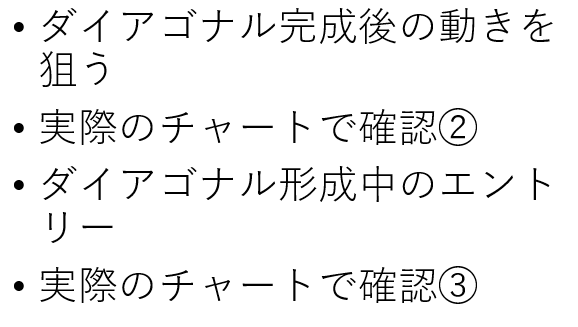 • ダイアゴナル完成後の動きを
狙う
• 実際のチャートで確認②
• ダイアゴナル形成中のエント
リー
• 実際のチャートで確認③